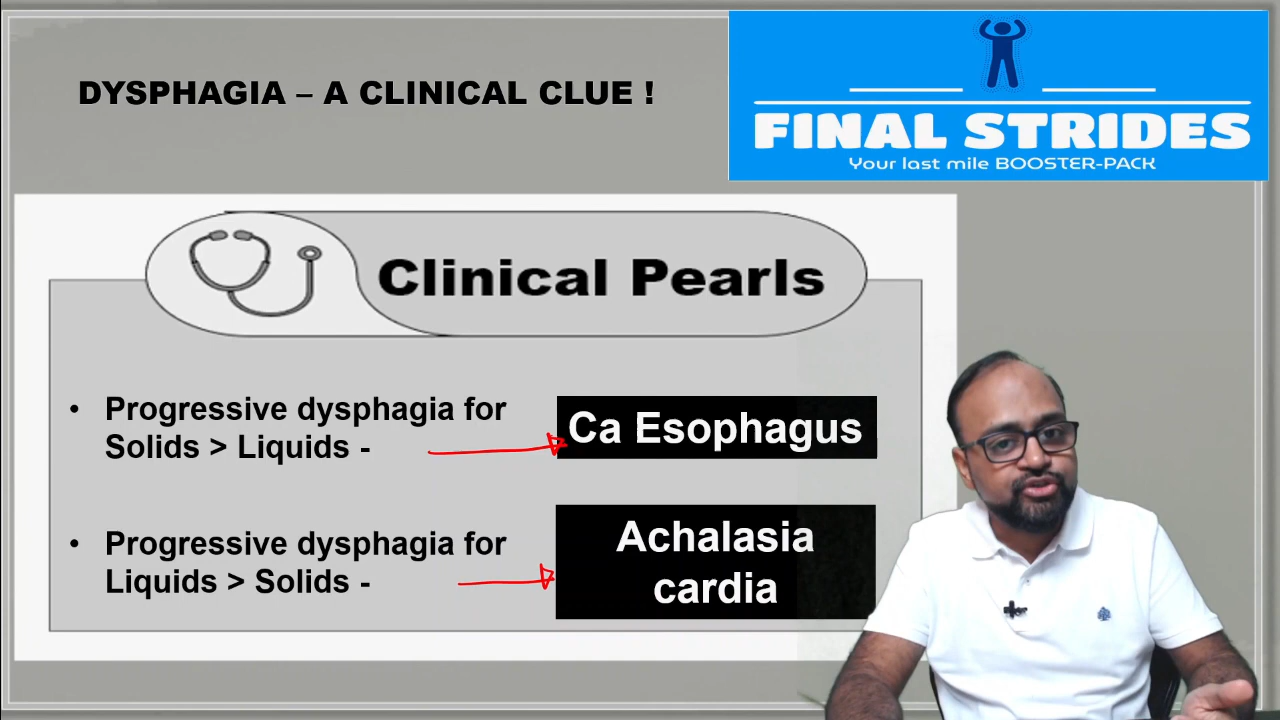 DYSPHAGIA – A CLINICAL CLUE !
FINAL STRIDES
Your last mile BOOSTER-PACK
Clinical Pearls
• Progressive dysphagia for
Solids > Liquids -
Ca Esophagus
• Progressive dysphagia for
Liquids > Solids -
Achalasia
cardia